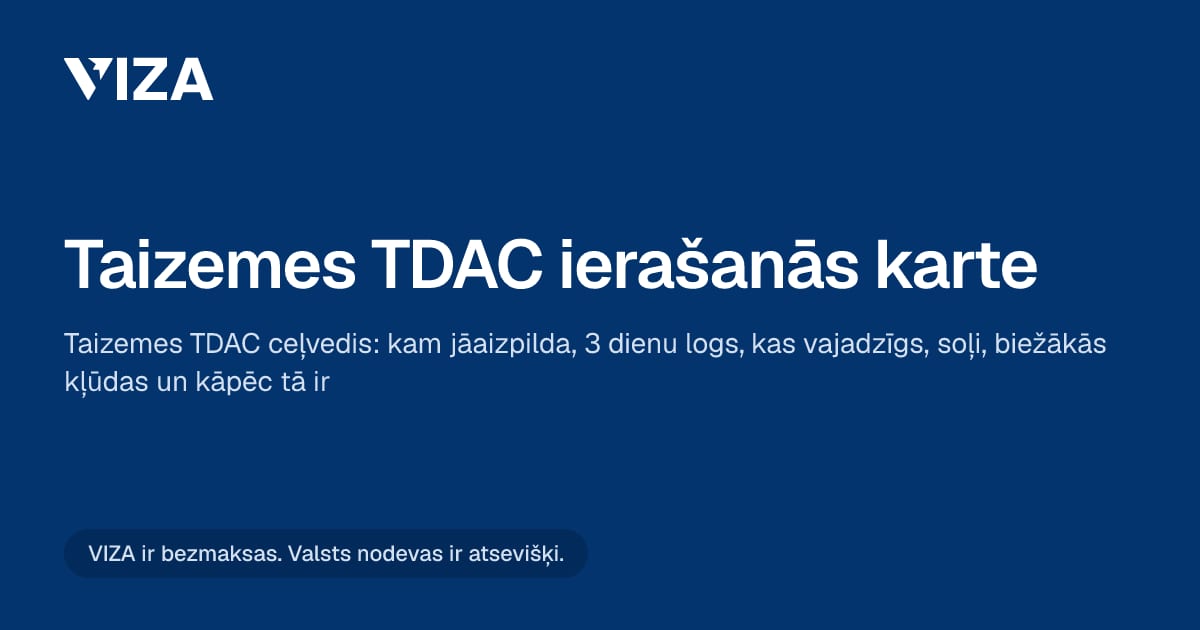 VIZA
Taizemes TDAC ierašanās karte
Taizemes TDAC ceļvedis: kam jāaizpilda, 3 dienu logs, kas vajadzīgs, soļi, biežākās
kļūdas un kāpēc tā ir
VIZA ir bezmaksas. Valsts nodevas ir atsevišķi.